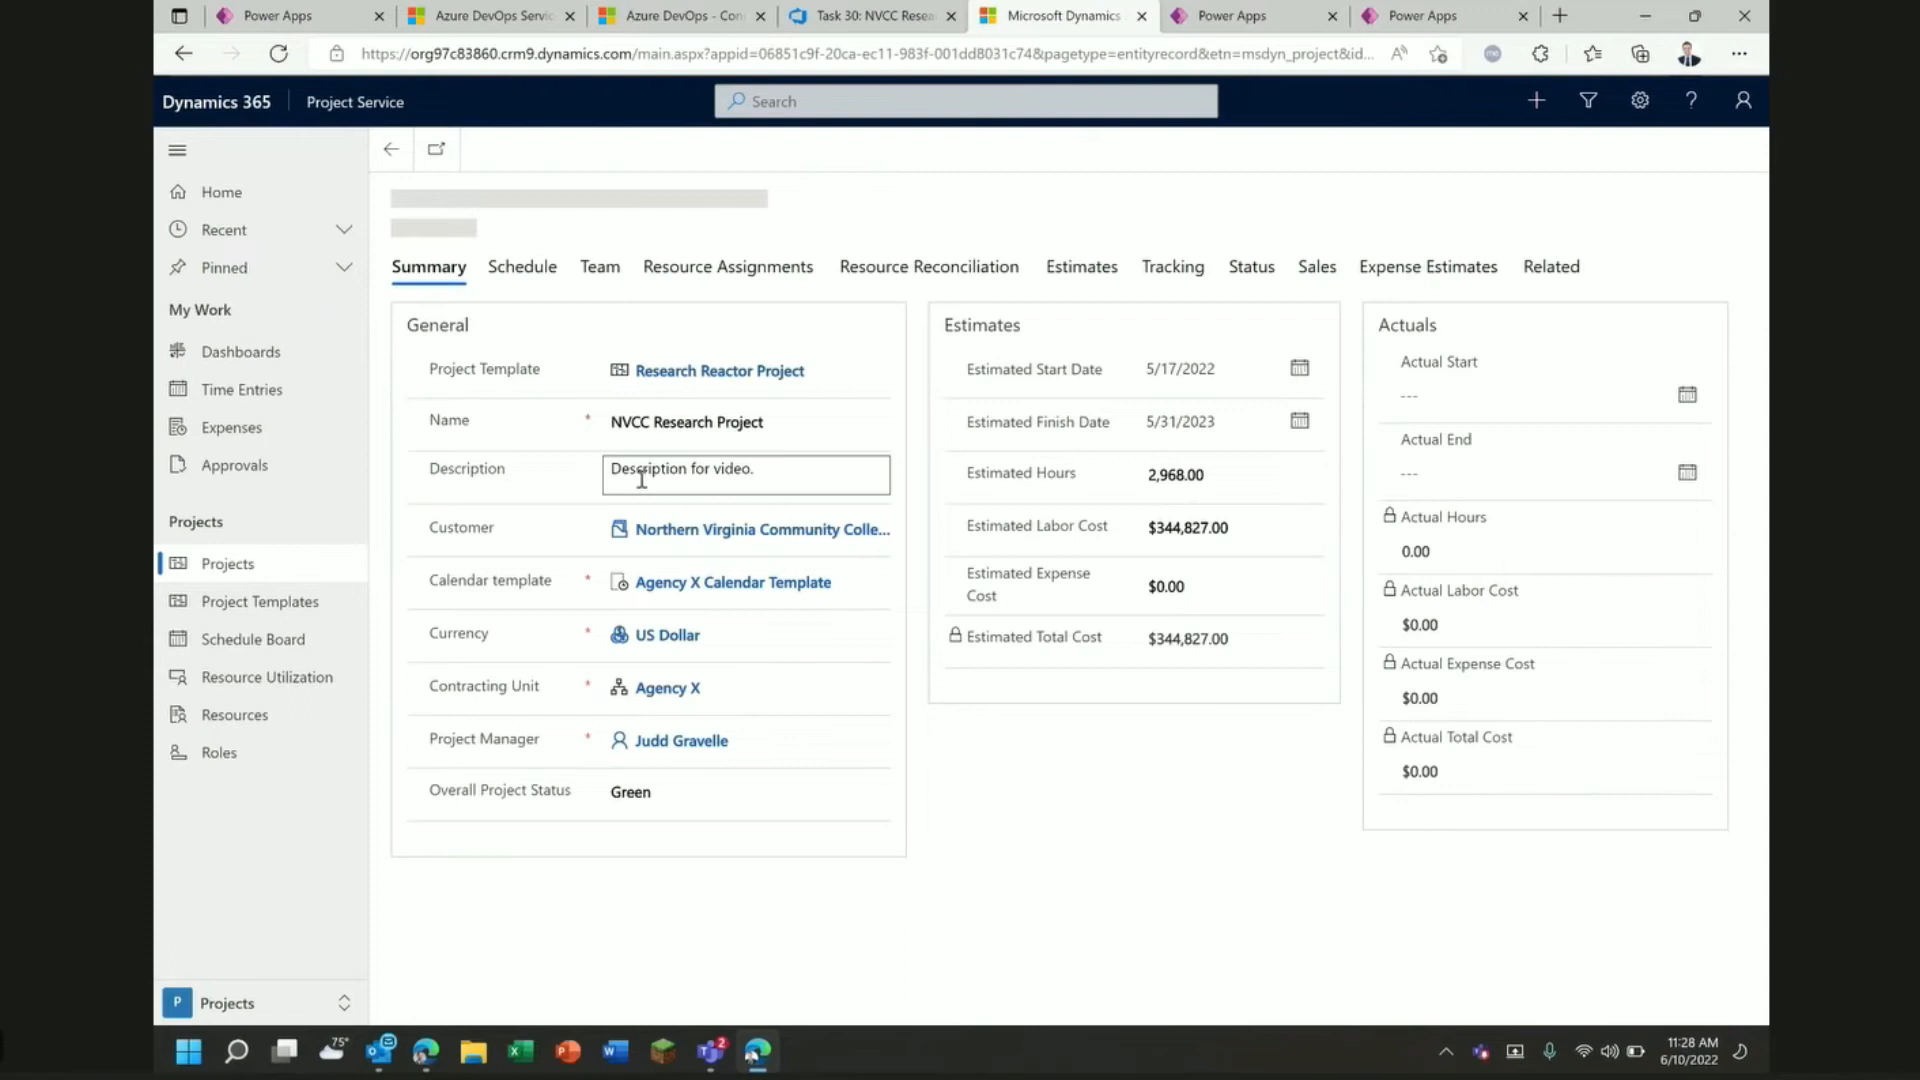 Power Apps
Azure DevOps Servic
Azure DevOps - Con
Task 30: NVCC Resea
Microsoft Dynamics
Power Apps
Power Apps
https://org97c83860.crm9.dynamics.com/main.aspx?appid=06851c9f-20ca-ec11-983f-001dd8031c74&pagetype=entityrecord&etn=msdyn_project&id...
Dynamics 365
Project Service
Search
Home
Recent
Pinned
My Work
Dashboards
Time Entries
Expenses
Approvals
Projects
Projects
Project Templates
Schedule Board
Resource Utilization
Resources
Roles
P Projects
Summary Schedule Team Resource Assignments Resource Reconciliation Estimates Tracking Status Sales Expense Estimates Related
General
Project Template Research Reactor Project
Name * NVCC Research Project
Description Description for video.
Customer Northern Virginia Community Colle...
Calendar template * Agency X Calendar Template
Currency * US Dollar
Contracting Unit * Agency X
Project Manager * Judd Gravelle
Overall Project Status Green
Estimates
Estimated Start Date 5/17/2022
Estimated Finish Date 5/31/2023
Estimated Hours 2,968.00
Estimated Labor Cost $344,827.00
Estimated Expense
Cost $0.00
Estimated Total Cost $344,827.00
Actuals
Actual Start
---
Actual End
---
Actual Hours
0.00
Actual Labor Cost
$0.00
Actual Expense Cost
$0.00
Actual Total Cost
$0.00
75°
2
11:28 AM
6/10/2022